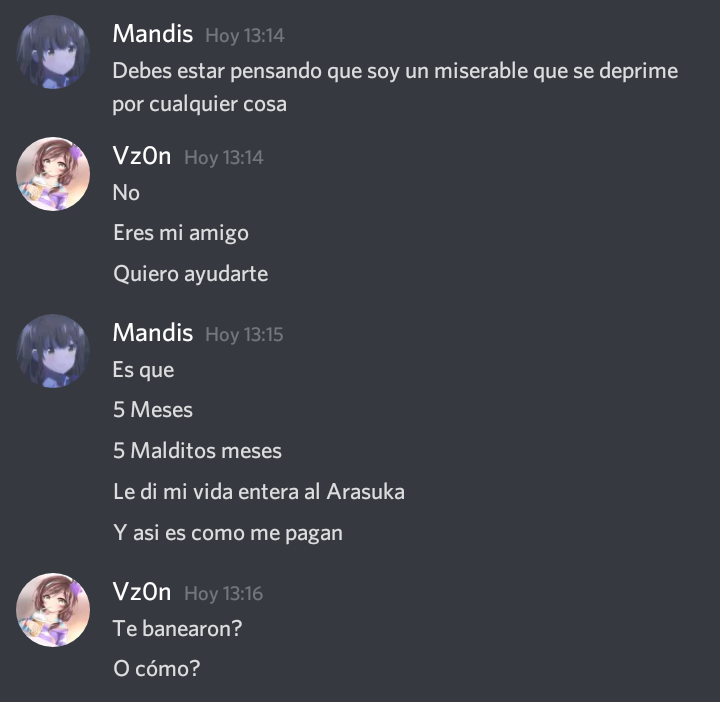 Mandis Hoy 13:14
Debes estar pensando que soy un miserable que se deprime
por cualquier cosa
Vz0n Hoy 13:14
No
Eres mi amigo
Quiero ayudarte
Mandis Hoy 13:15
Es que
5 Meses
5 Malditos meses
Le di mi vida entera al Arasuka
Y asi es como me pagan
Vz0n Hoy 13:16
Te banearon?
O cómo?